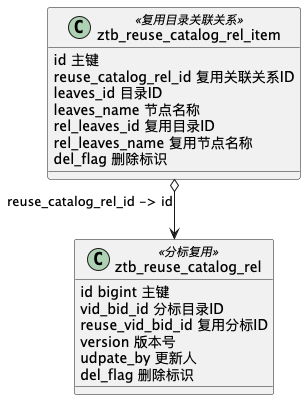 C
«复用目录关联关系»
ztb_reuse_catalog_rel_item
id 主键
reuse_catalog_rel_id 复用关联关系ID
leaves_id 目录ID
leaves_name 节点名称
rel_leaves_id 复用目录ID
rel_leaves_name 复用节点名称
del_flag 删除标识
reuse_catalog_rel_id -> id
C
«分标复用»
ztb_reuse_catalog_rel
id bigint 主键
vid_bid_id 分标目录ID
reuse_vid_bid_id 复用分标ID
version 版本号
udpate_by 更新人
del_flag 删除标识